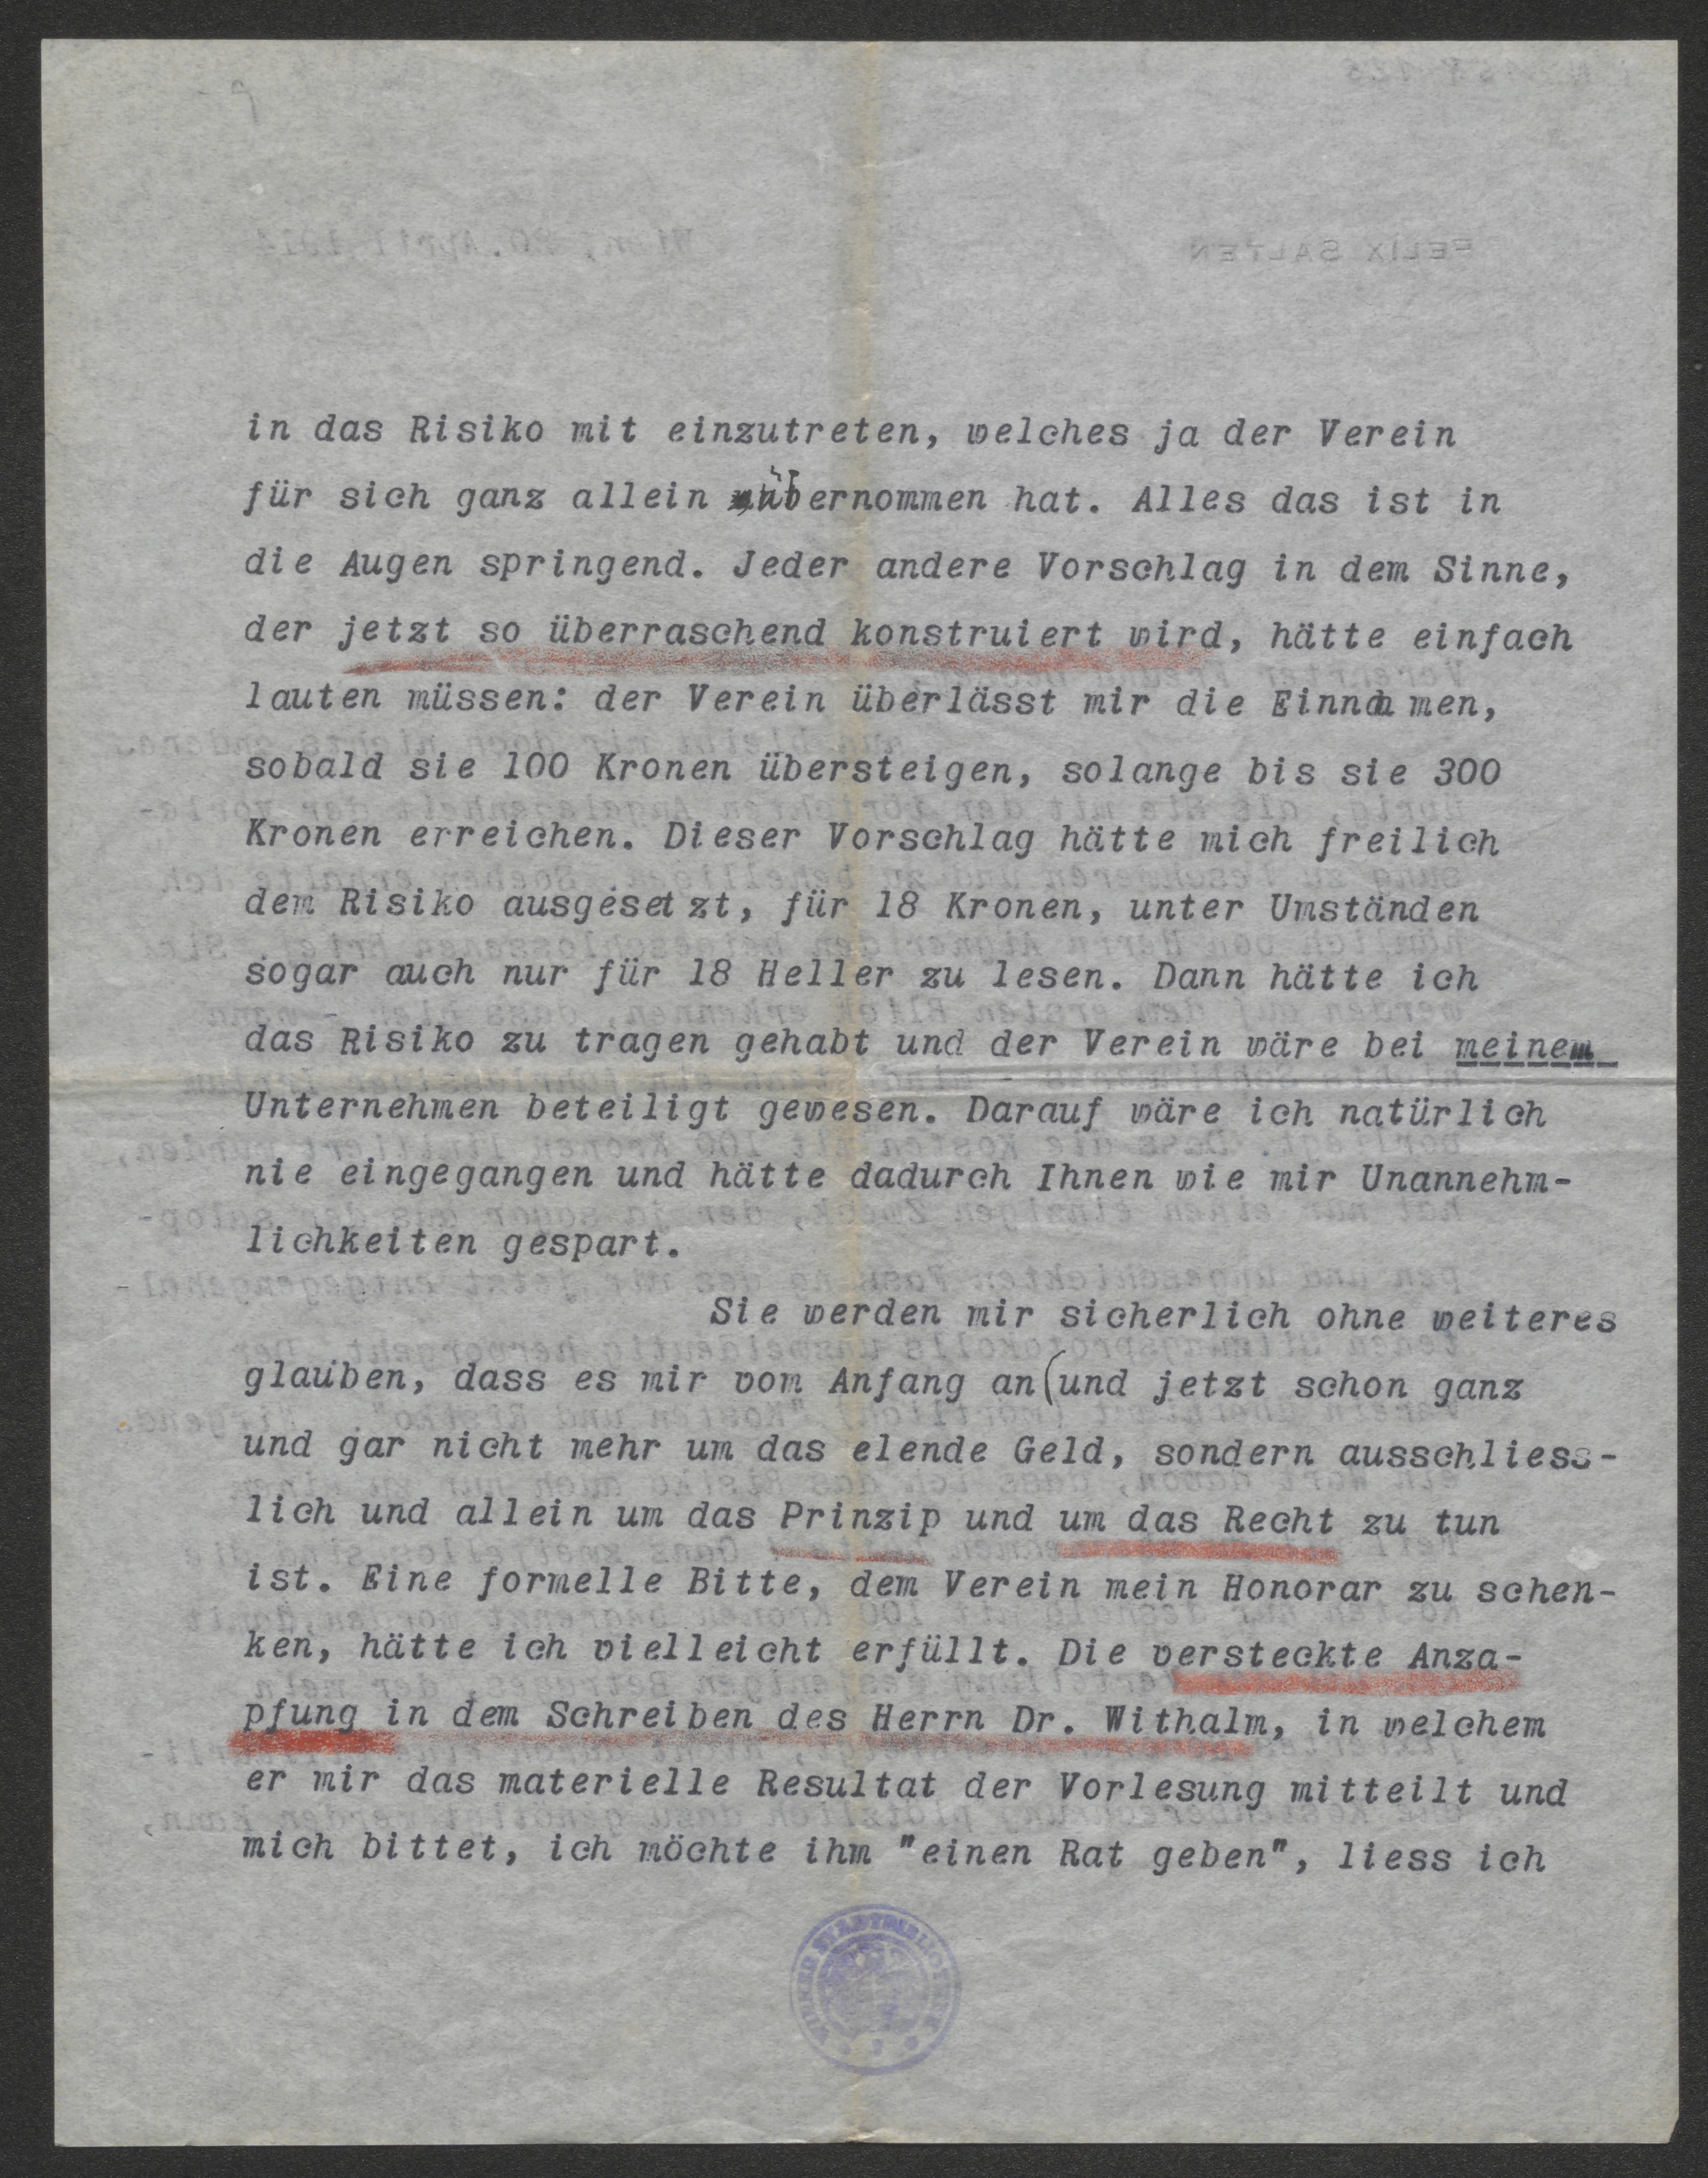 in das Risiko mit einzutreten, welches ja der Verein
für sich ganz allein übernommen hat. Alles das ist in
die Augen springend. Jeder andere Vorschlag in dem Sinne,
der jetzt so überraschend konstruiert wird, hätte einfach
lauten müssen: der Verein überlässt mir die Einnahmen,
sobald sie 100 Kronen übersteigen, solange bis sie 300
Kronen erreichen. Dieser Vorschlag hätte mich freilich
dem Risiko ausgesetzt, für 18 Kronen, unter Umständen
sogar auch nur für 18 Heller zu lesen. Dann hätte ich
das Risiko zu tragen gehabt und der Verein wäre bei meinem
Unternehmen beteiligt gewesen. Darauf wäre ich natürlich
nie eingegangen und hätte dadurch Ihnen wie mir Unannehm-
lichkeiten gespart.
Sie werden mir sicherlich ohne weiteres
glauben, dass es mir vom Anfang an (und jetzt schon ganz
und gar nicht mehr um das elende Geld, sondern ausschliess-
lich und allein um das Prinzip und um das Recht zu tun
ist. Eine formelle Bitte, dem Verein mein Honorar zu schen-
ken, hätte ich vielleicht erfüllt. Die versteckte Anza-
pfung in dem Schreiben des Herrn Dr. Withalm, in welchem
er mir das materielle Resultat der Vorlesung mitteilt und
mich bittet, ich möchte ihm "einen Rat geben", liess ich